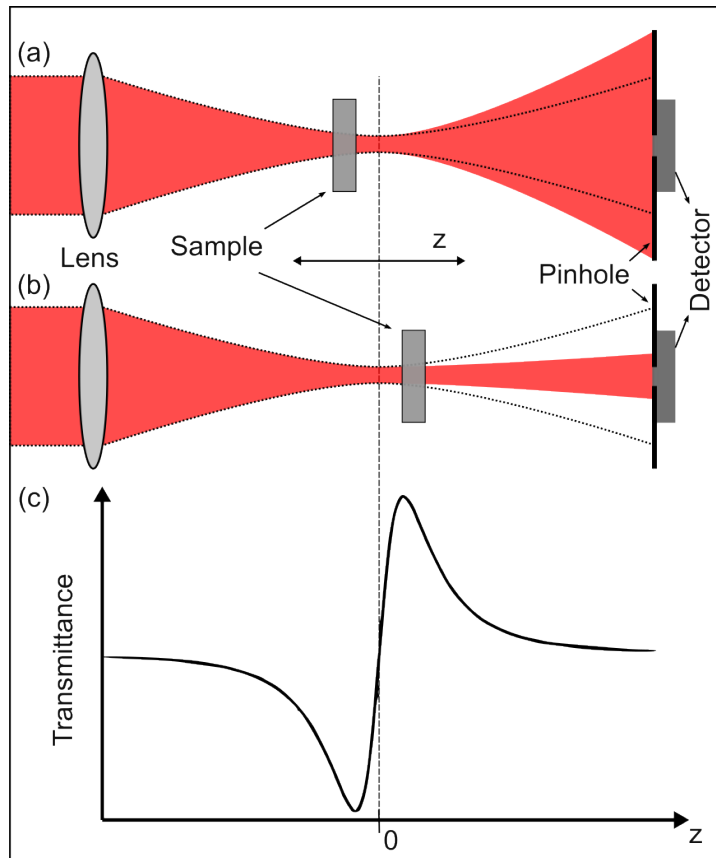 (a)
Lens
Sample
z
Pinhole
Detector
(b)
(c)
Transmittance
0
z